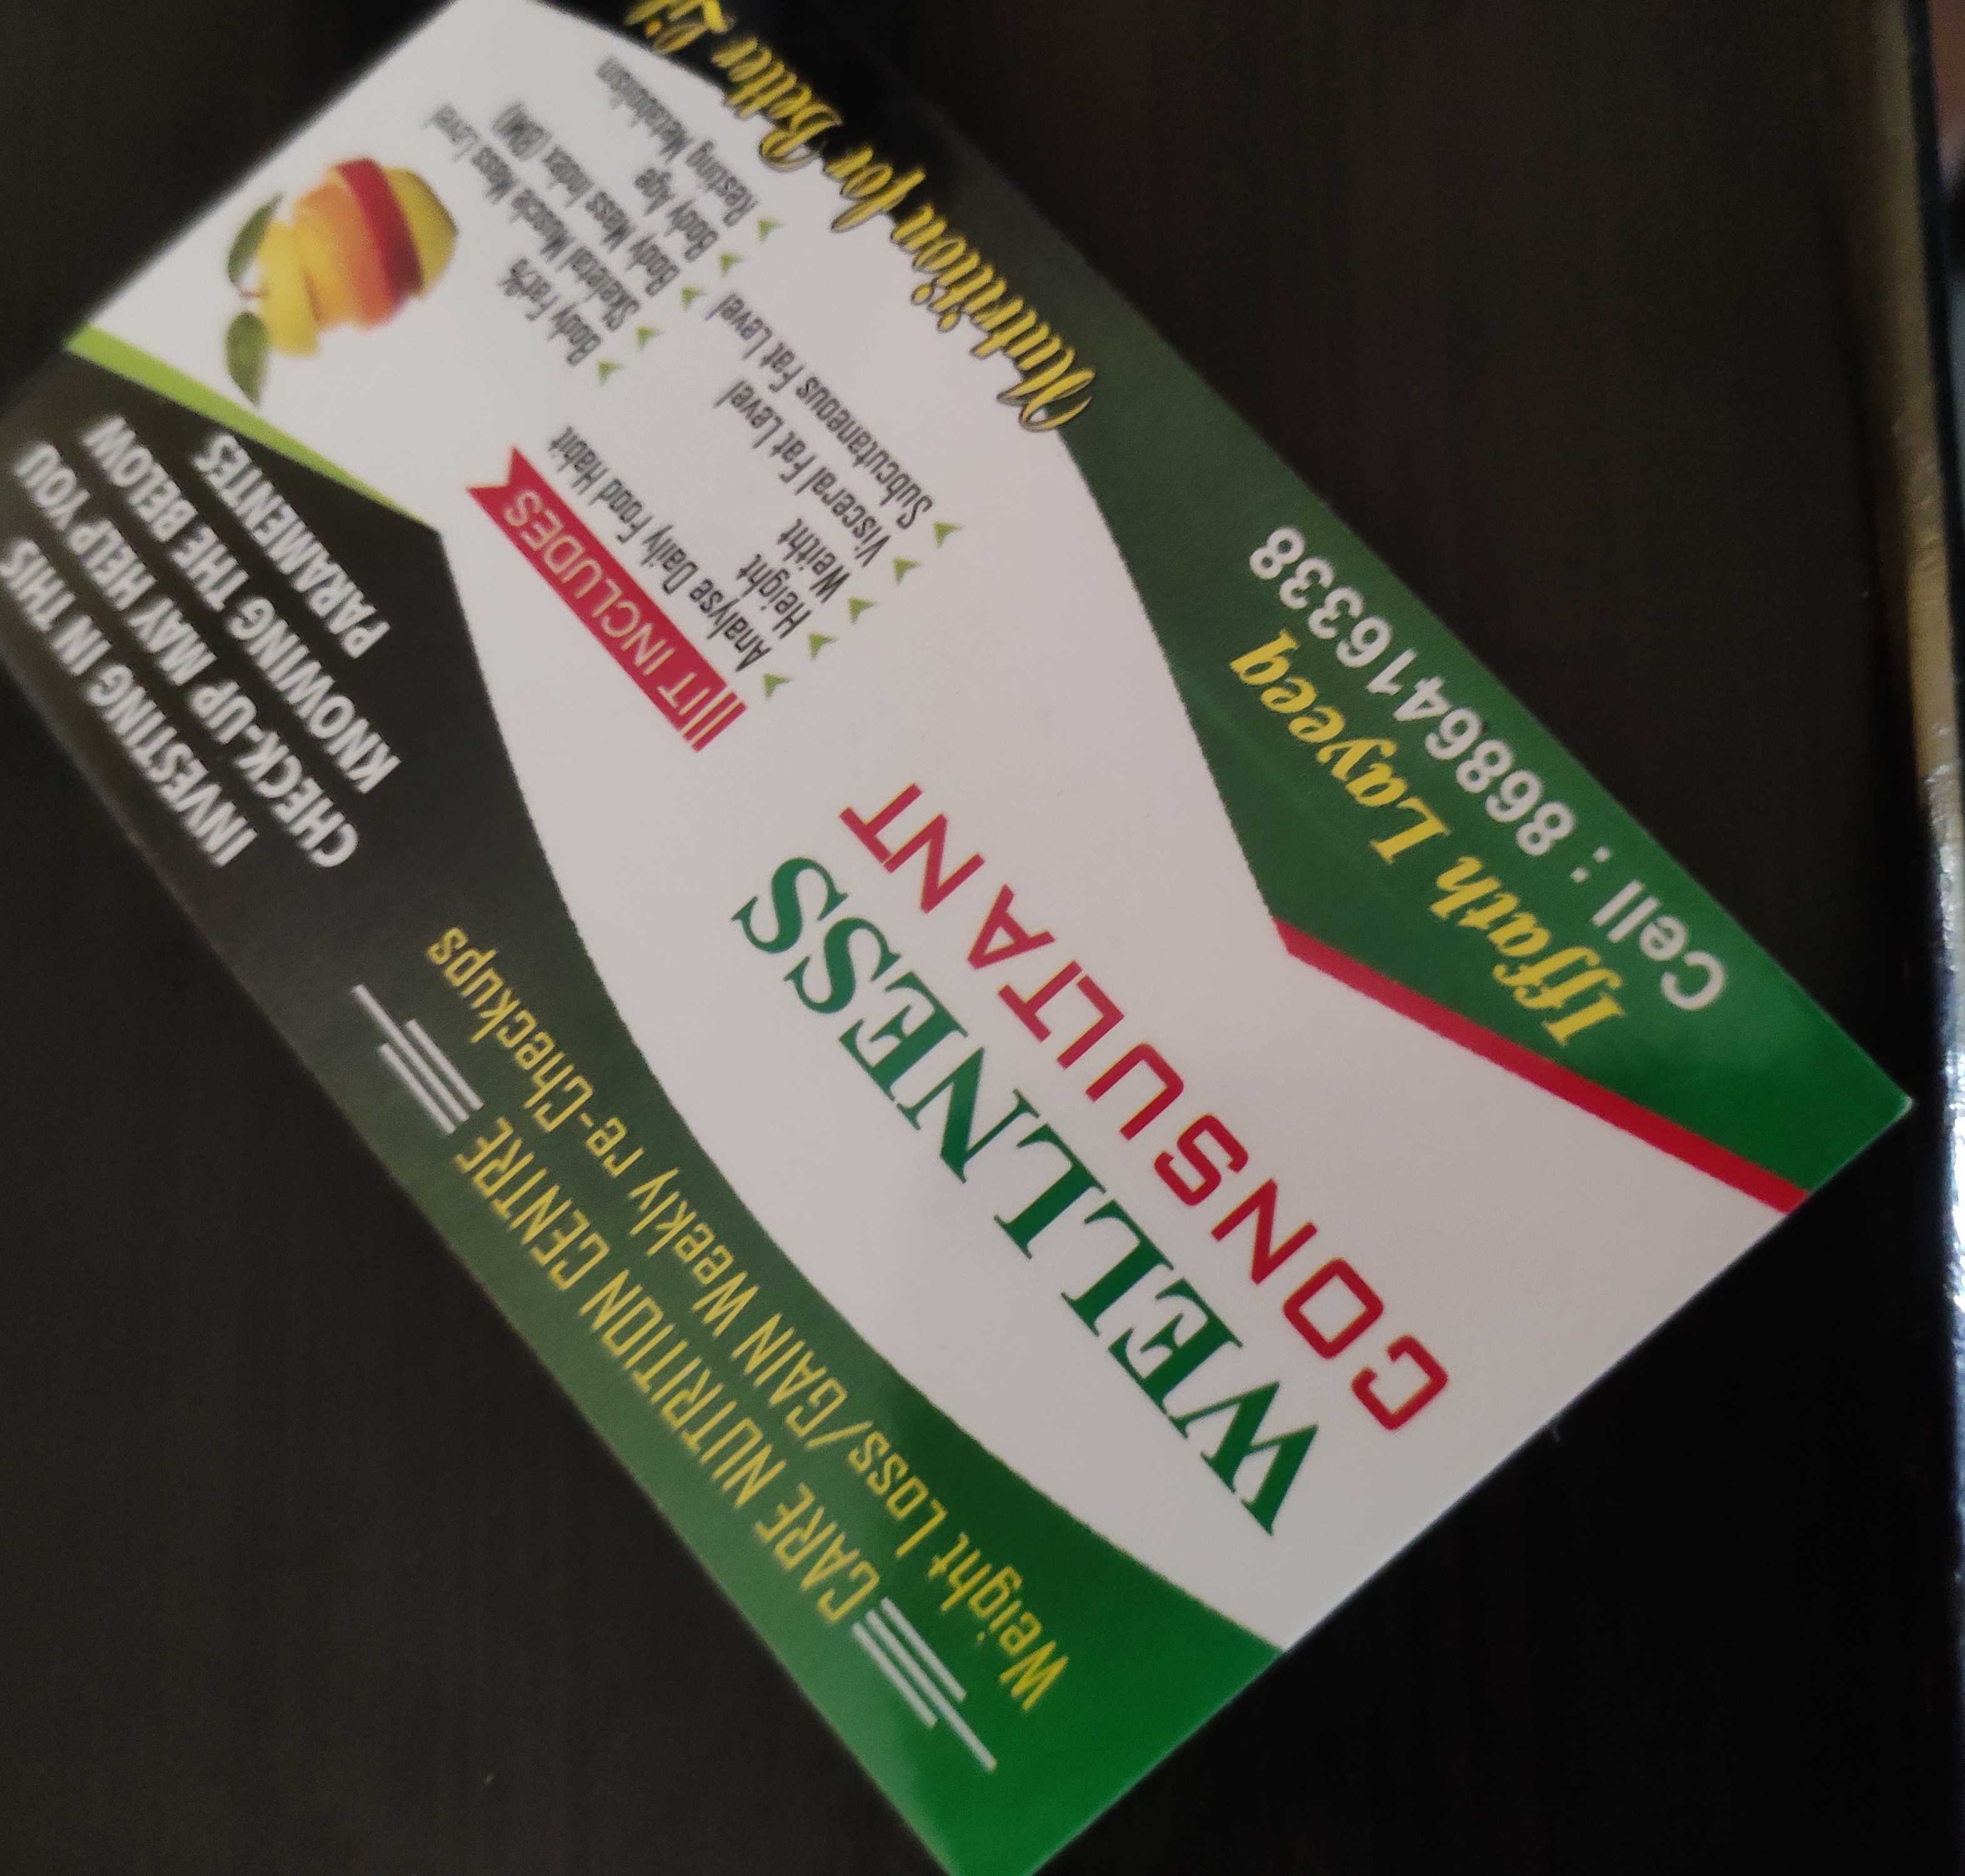 CARE NUTRITION CENTRE
Weight Loss/GAIN Weekly re-Checkups
INVESTING IN THIS
CHECK-UP MAY HELP YOU
KNOWING THE BELOW
PARAMENTES
WELLNESS
CONSULTANT
IT INCLUDES
Analyse Daily Food Habit
Height
Weitht
Visceral Fat Level
Subcutaneous Fat Level
Body Fat%
Skeletal Muscle Mass Level
Body Mass Index (BMI)
Body Age
Resting Metabolism
Iffath Layeeq
Cell : 8686416338
Nutrition for Better